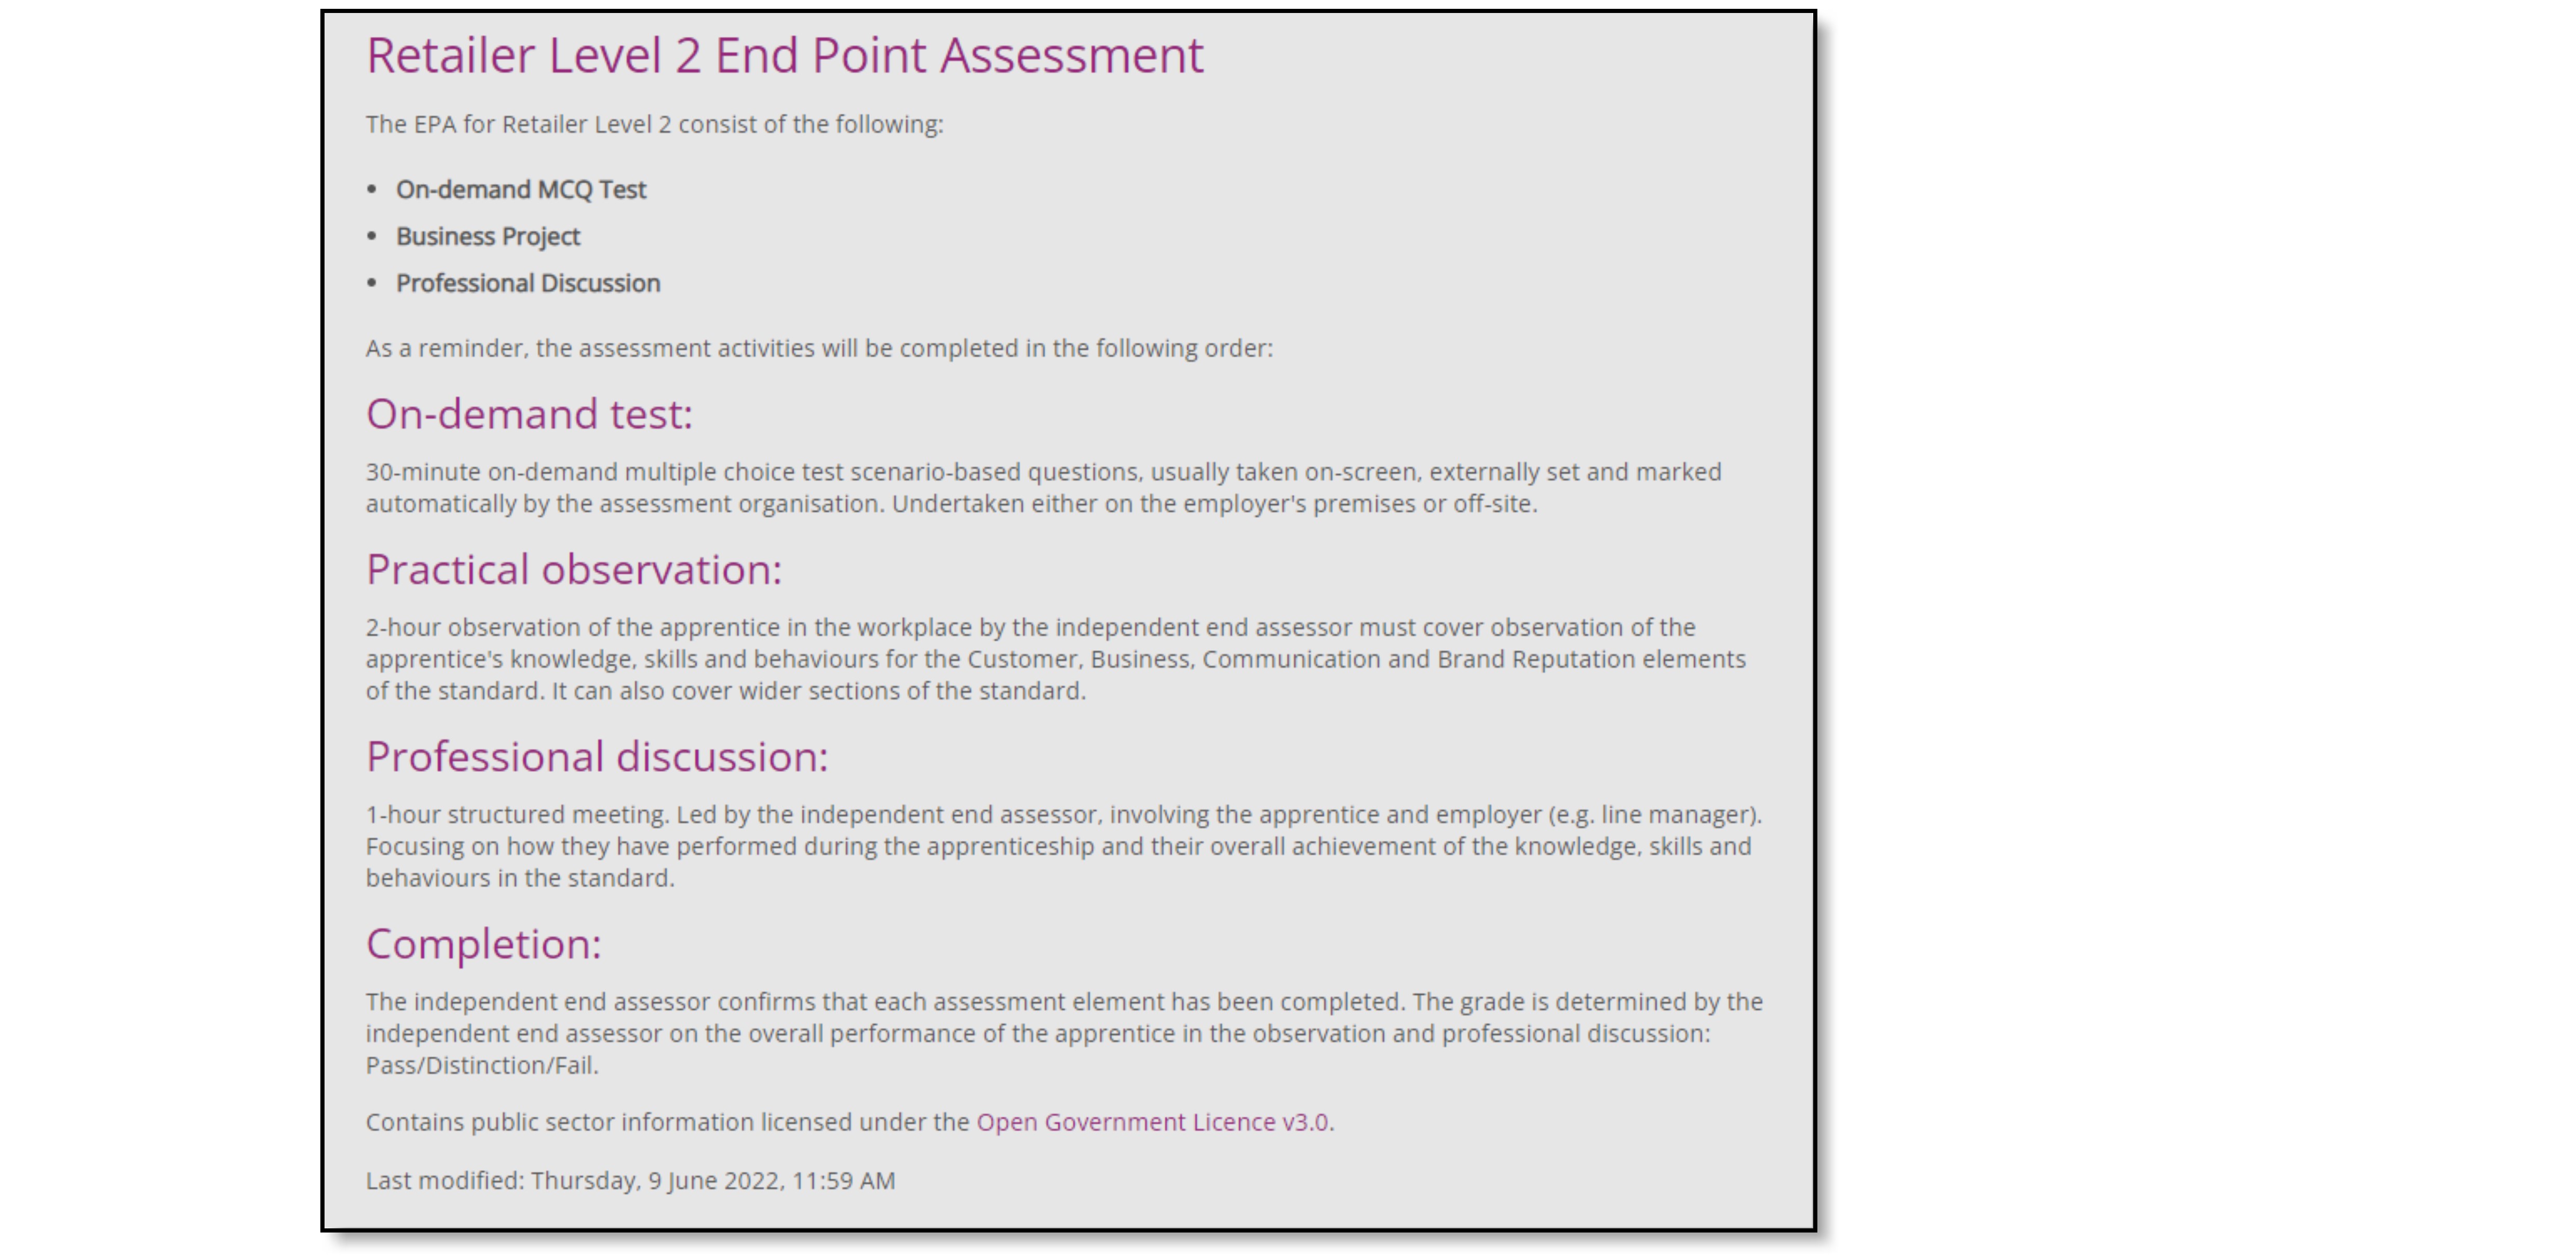 Retailer Level 2 End Point Assessment
The EPA for Retailer Level 2 consist of the following:
• On-demand MCQ Test
• Business Project
• Professional Discussion
As a reminder, the assessment activities will be completed in the following order:
On-demand test:
30-minute on-demand multiple choice test scenario-based questions, usually taken on-screen, externally set and marked
automatically by the assessment organisation. Undertaken either on the employer's premises or off-site.
Practical observation:
2-hour observation of the apprentice in the workplace by the independent end assessor must cover observation of the
apprentice's knowledge, skills and behaviours for the Customer, Business, Communication and Brand Reputation elements
of the standard. It can also cover wider sections of the standard.
Professional discussion:
1-hour structured meeting. Led by the independent end assessor, involving the apprentice and employer (e.g. line manager).
Focusing on how they have performed during the apprenticeship and their overall achievement of the knowledge, skills and
behaviours in the standard.
Completion:
The independent end assessor confirms that each assessment element has been completed. The grade is determined by the
independent end assessor on the overall performance of the apprentice in the observation and professional discussion:
Pass/Distinction/Fail.
Contains public sector information licensed under the Open Government Licence v3.0.
Last modified: Thursday, 9 June 2022, 11:59 AM